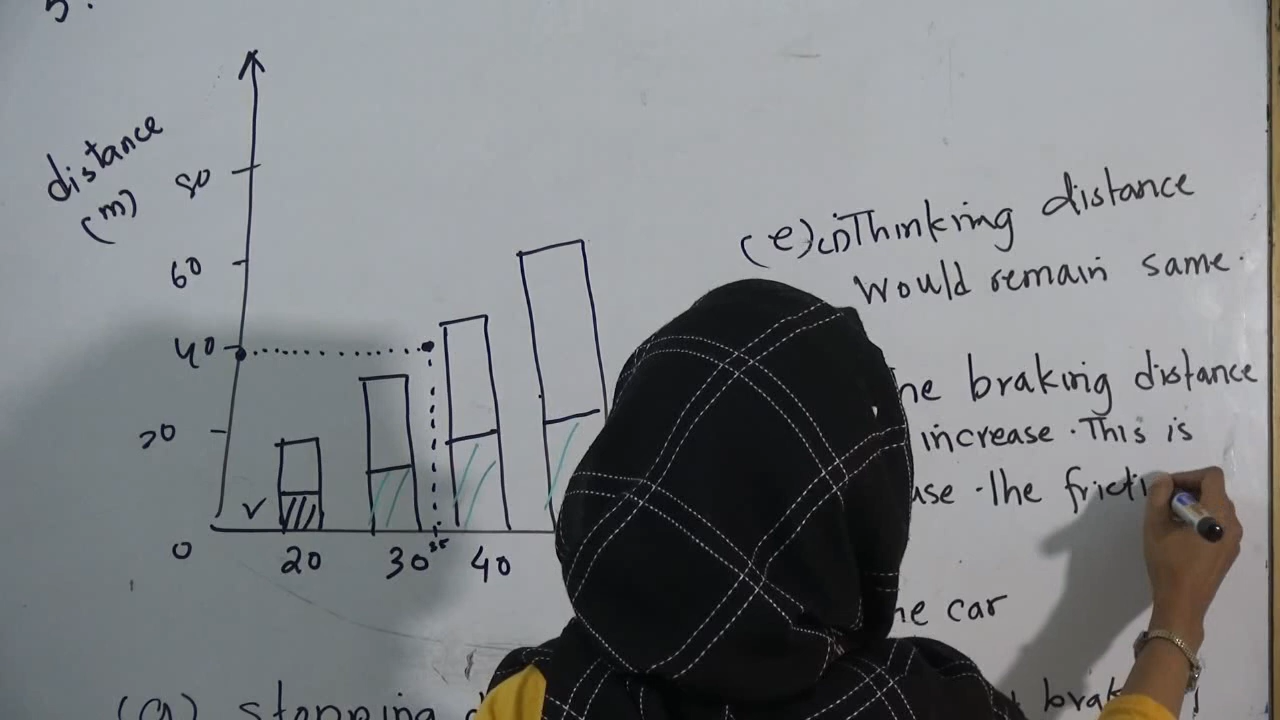 5.
distance
(m)
80
60
40
20
0
V
20
30
35
40
(e) (i) Thinking distance
would remain same.
he braking distance
increase. This is
use the fricti
he car
(a) stopping
brak